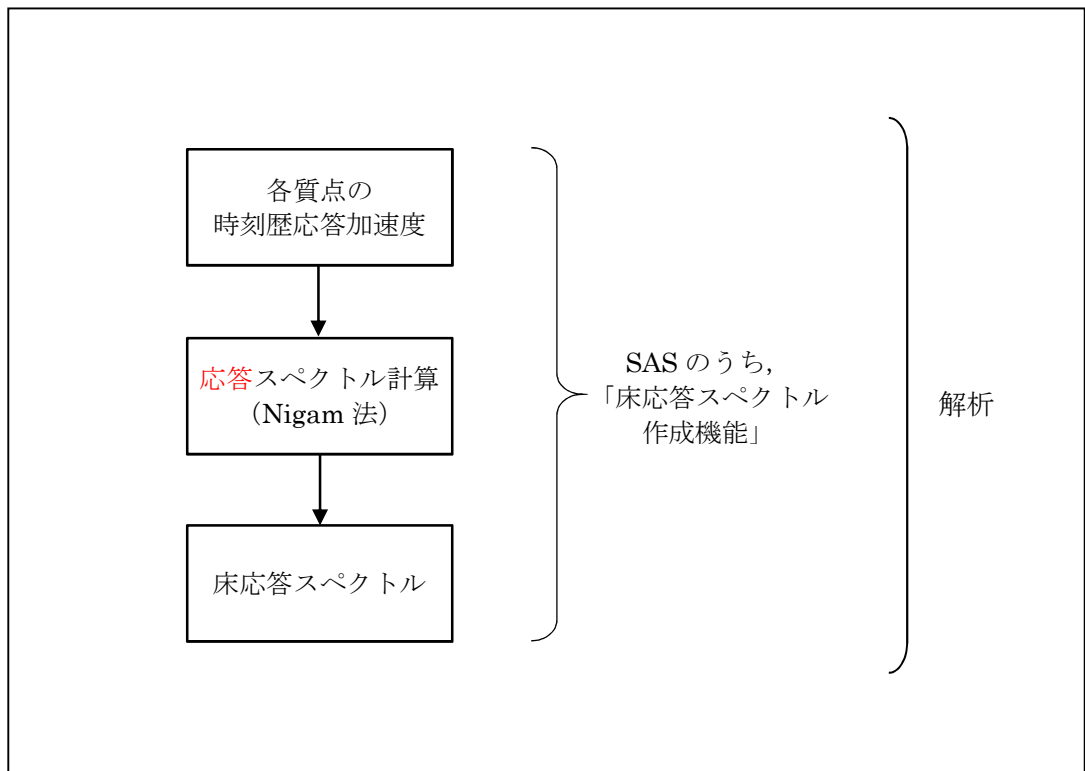 各質点の
時刻歴応答加速度
応答スペクトル計算
（Nigam 法）
床応答スペクトル
SAS のうち，
「床応答スペクトル
作成機能」
解析